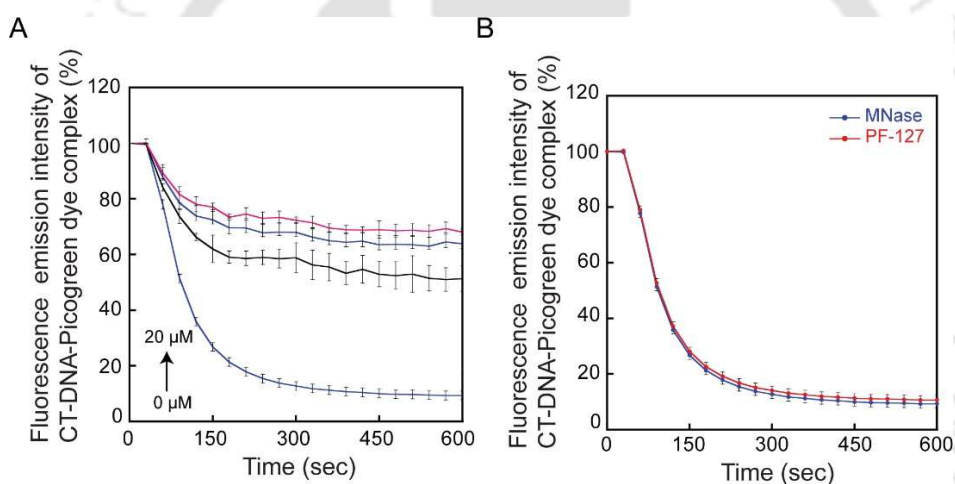 A
Fluorescence emission intensity of
CT-DNA-Picogreen dye complex (%)
120
100
80
60
40
20
0
20 µM
0 µM
0 150 300 450 600
Time (sec)
B
Fluorescence emission intensity of
CT-DNA-Picogreen dye complex (%)
120
100
80
60
40
20
0
MNase
PF-127
0 150 300 450 600
Time (sec)